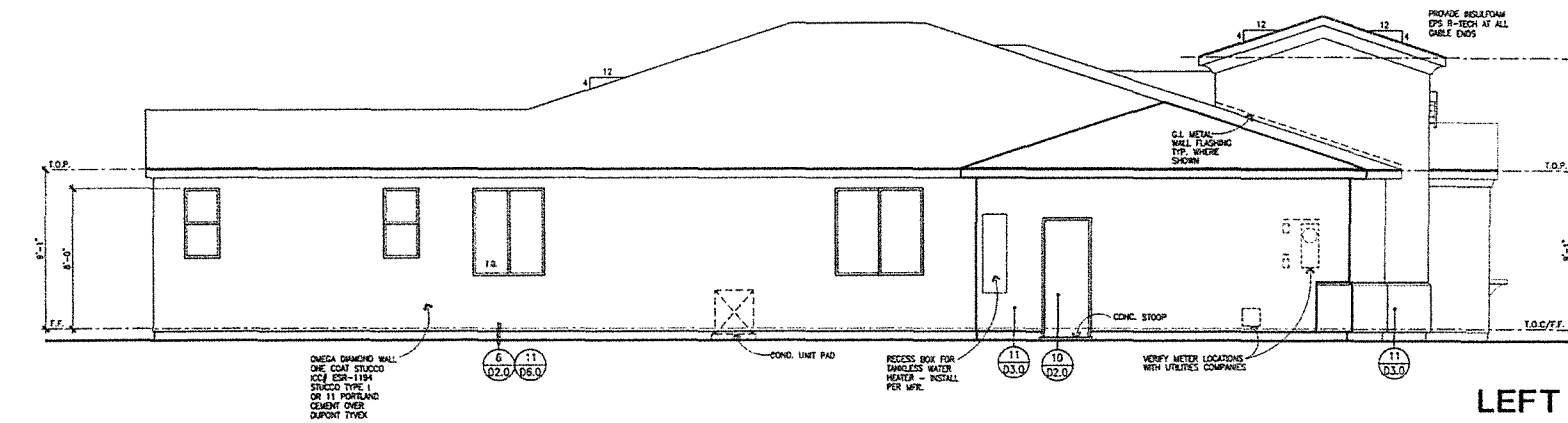 PROVIDE INSULFOAM
EPS R-TECH AT ALL
GABLE ENDS
12
4
12
4
12
4
G.I. METAL
WALL FLASHING
TYP. WHERE
SHOWN
T.O.P.
T.O.P.
9'-1"
8'-0"
9'-1"
T.G.
F.F.
T.O.C/F.F.
OMEGA DIAMOND WALL
ONE COAT STUCCO
ICC# ESR-1194
STUCCO TYPE I
OR 11 PORTLAND
CEMENT OVER
DUPONT TYVEK
6
D2.0
11
D6.0
COND. UNIT PAD
RECESS BOX FOR
TANKLESS WATER
HEATER - INSTALL
PER MFR.
11
D3.0
10
D2.0
CONC. STOOP
VERIFY METER LOCATIONS
WITH UTILITIES COMPANIES
11
D3.0
LEFT